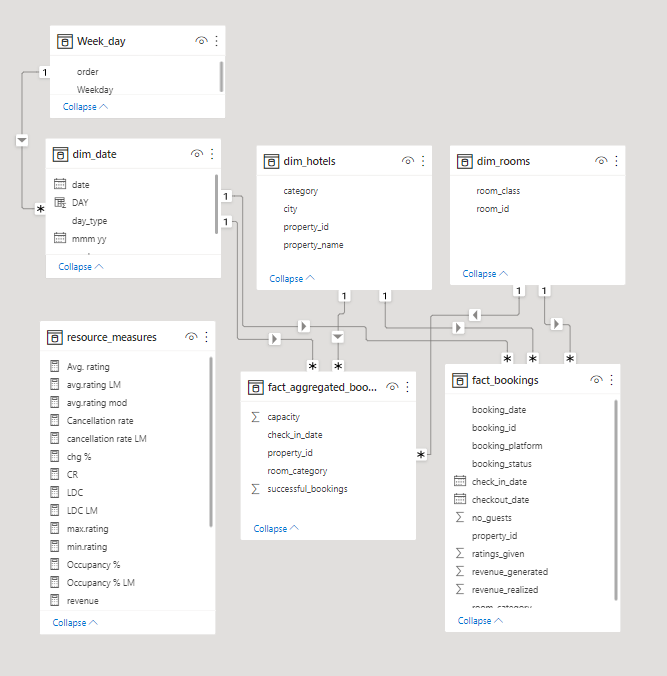 Week_day
order
Weekday
Collapse
1
dim_date
date
DAY
day_type
mmm yy
Collapse
*
1
1
dim_hotels
category
city
property_id
property_name
Collapse
1
1
dim_rooms
room_class
room_id
Collapse
1
1
resource_measures
Avg. rating
avg.rating LM
avg.rating mod
Cancellation rate
cancellation rate LM
chg %
CR
LDC
LDC LM
max.rating
min.rating
Occupancy %
Occupancy % LM
revenue
Collapse
*
*
fact_aggregated_boo...
capacity
check_in_date
property_id
room_category
successful_bookings
Collapse
*
*
*
*
fact_bookings
booking_date
booking_id
booking_platform
booking_status
check_in_date
checkout_date
no_guests
property_id
ratings_given
revenue_generated
revenue_realized
room_category
Collapse